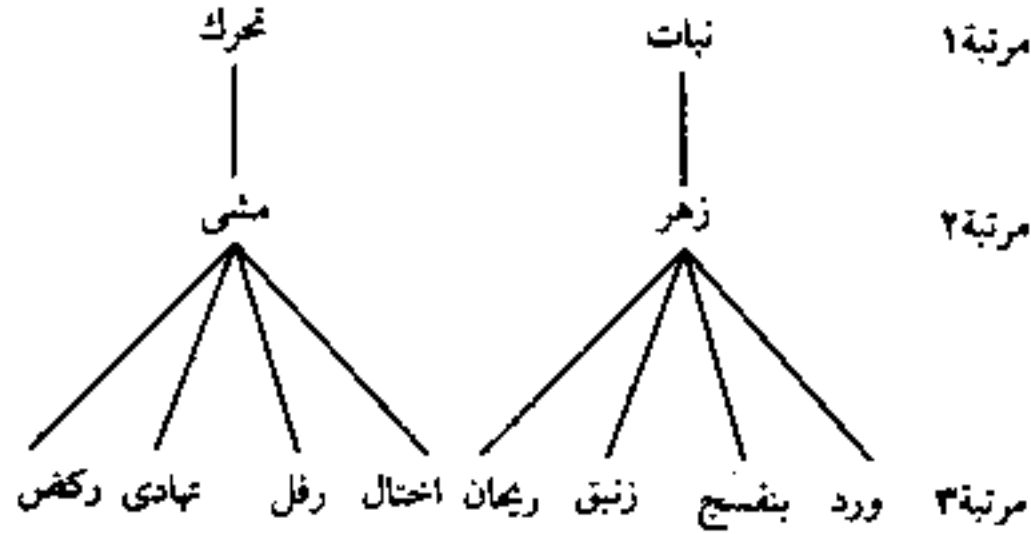 مرتبة١ نبات تحرك
مرتبة٢ زهر مشى
مرتبة٣ ورد بنفسج زنبق ريحان اختال رفل تهادى ركض